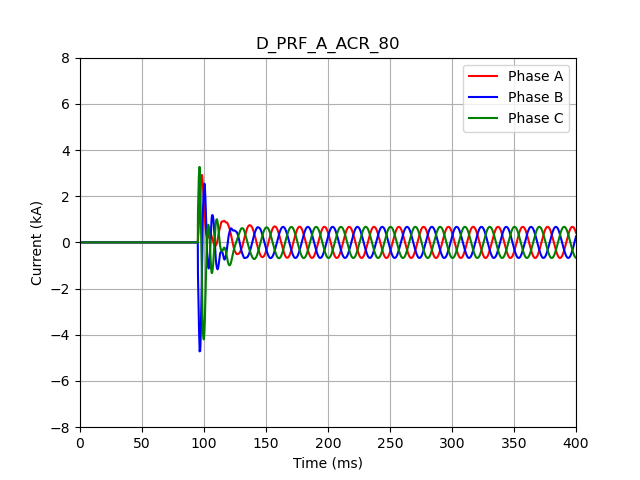 D_PRF_A_ACR_80
Phase A
Phase B
Phase C
Current (kA)
8
6
4
2
0
−2
−4
−6
−8
0 50 100 150 200 250 300 350 400
Time (ms)